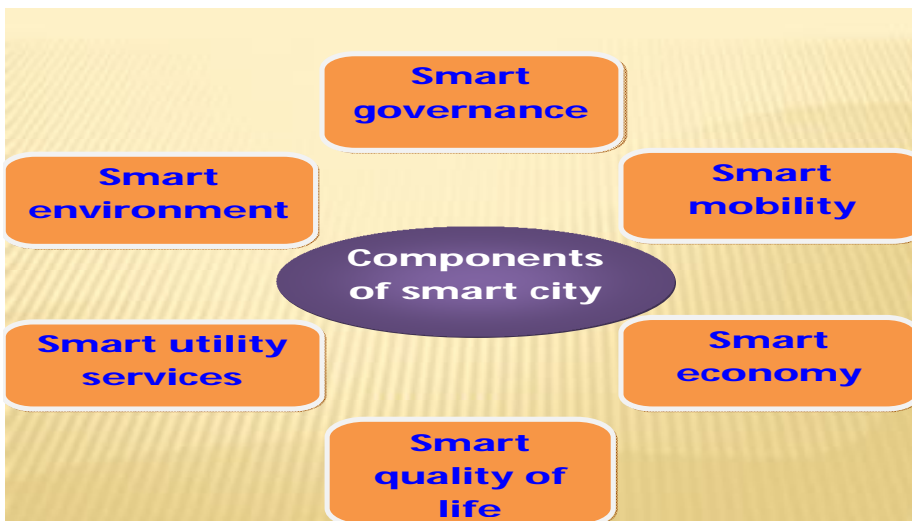 Smart
governance
Smart
environment
Smart
mobility
Components
of smart city
Smart utility
services
Smart
economy
Smart
quality of
life